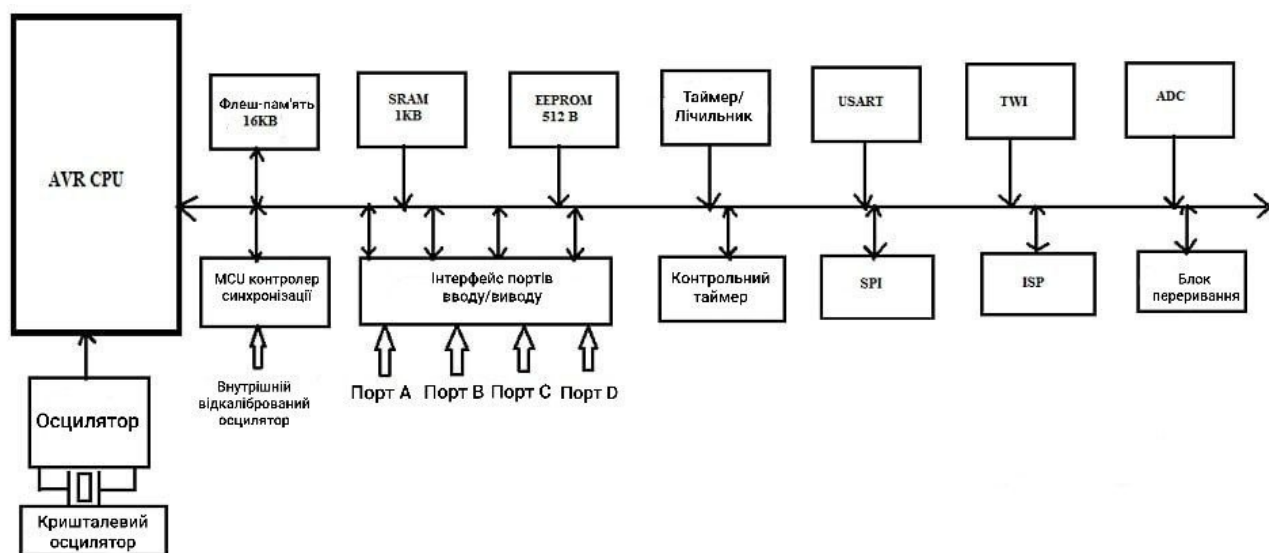 AVR CPU
Флеш-пам'ять
16KB
SRAM
1KB
EEPROM
512 B
Таймер/
Лічильник
USART
TWI
ADC
MCU контролер
синхронізації
Інтерфейс портів
вводу/виводу
Контрольний
таймер
SPI
ISP
Блок
переривання
Внутрішній
відкалібрований
осцилятор
Порт A
Порт B
Порт C
Порт D
Осцилятор
Кришталевий
осцилятор